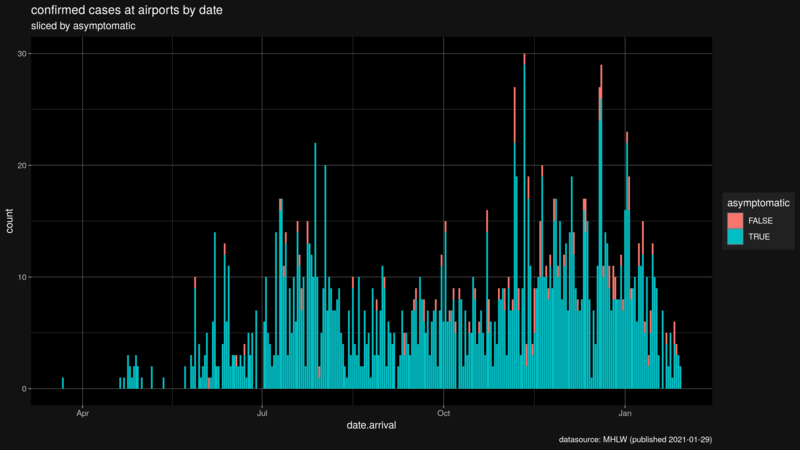 confirmed cases at airports by date
sliced by asymptomatic
30
20
10
0
count
Apr
Jul
Oct
Jan
date.arrival
asymptomatic
FALSE
TRUE
datasource: MHLW (published 2021-01-29)